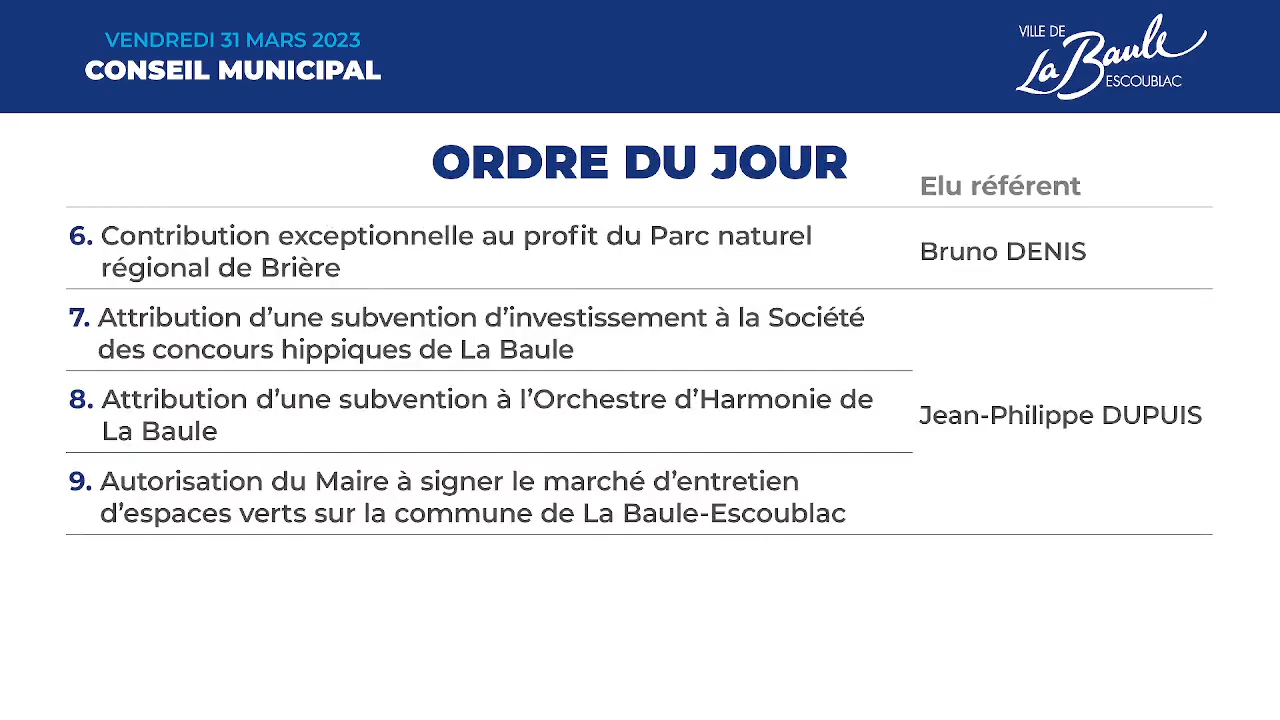 VENDREDI 31 MARS 2023
CONSEIL MUNICIPAL
VILLE DE
La Baule
ESCOUBLAC
ORDRE DU JOUR
Elu référent
6. Contribution exceptionnelle au profit du Parc naturel
régional de Brière
Bruno DENIS
7. Attribution d’une subvention d’investissement à la Société
des concours hippiques de La Baule
8. Attribution d’une subvention à l’Orchestre d’Harmonie de
La Baule
Jean-Philippe DUPUIS
9. Autorisation du Maire à signer le marché d’entretien
d’espaces verts sur la commune de La Baule-Escoublac